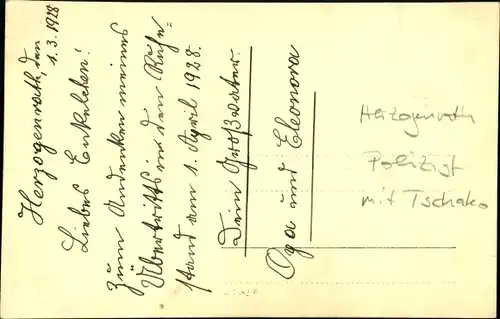 Herzogenrath, den
1.3.1928
Liebes Enkelchen!
Zum Andenken meines
Übertritts in den Ruhe=
stand am 1. April 1928.
Dein Großvater.
Opa und Eleonora
Herzogenrath
Polizist
mit Tschako